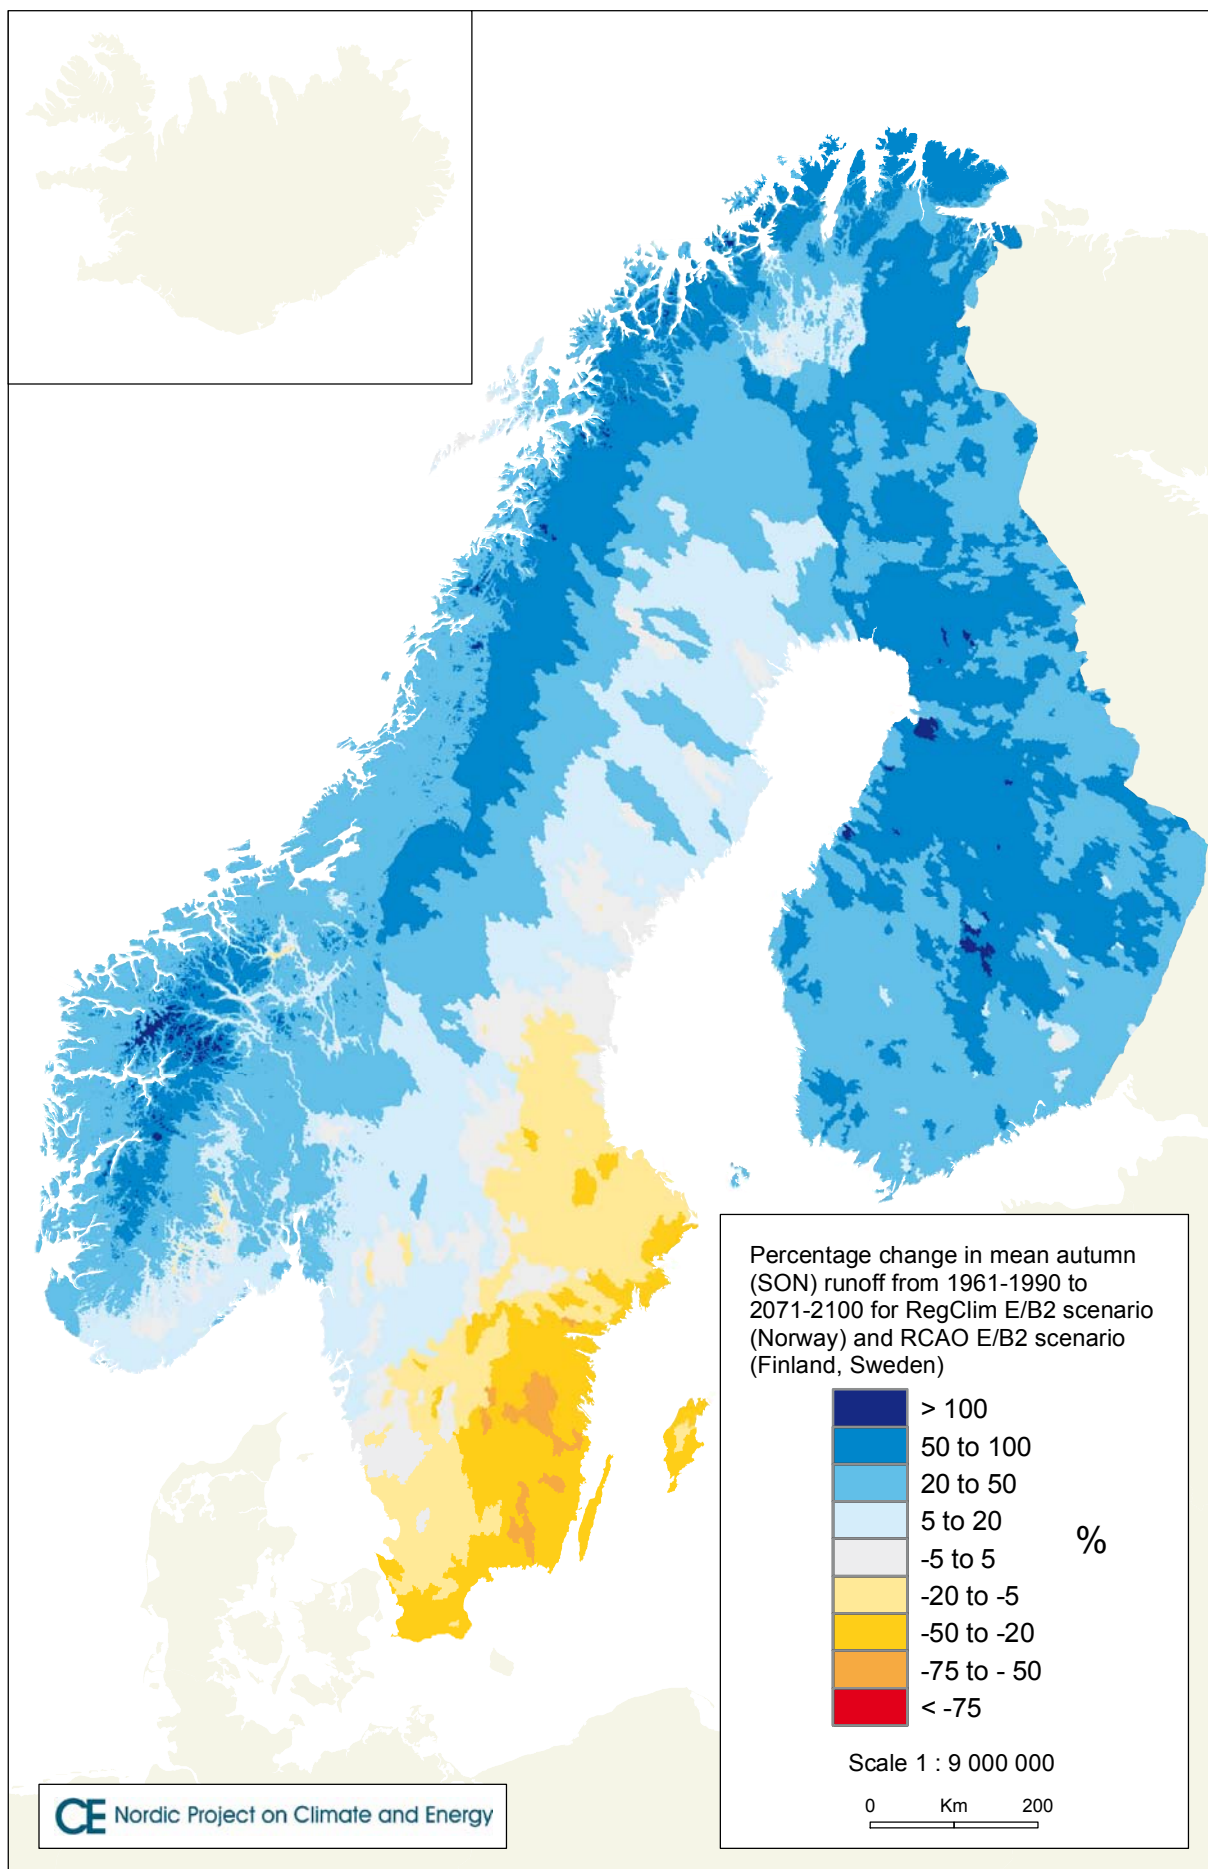 Percentage change in mean autumn
(SON) runoff from 1961-1990 to
2071-2100 for RegClim E/B2 scenario
(Norway) and RCAO E/B2 scenario
(Finland, Sweden)
> 100
50 to 100
20 to 50
5 to 20
-5 to 5
%
-20 to -5
-50 to -20
-75 to - 50
< -75
Scale 1 : 9 000 000
0 Km 200
CE Nordic Project on Climate and Energy